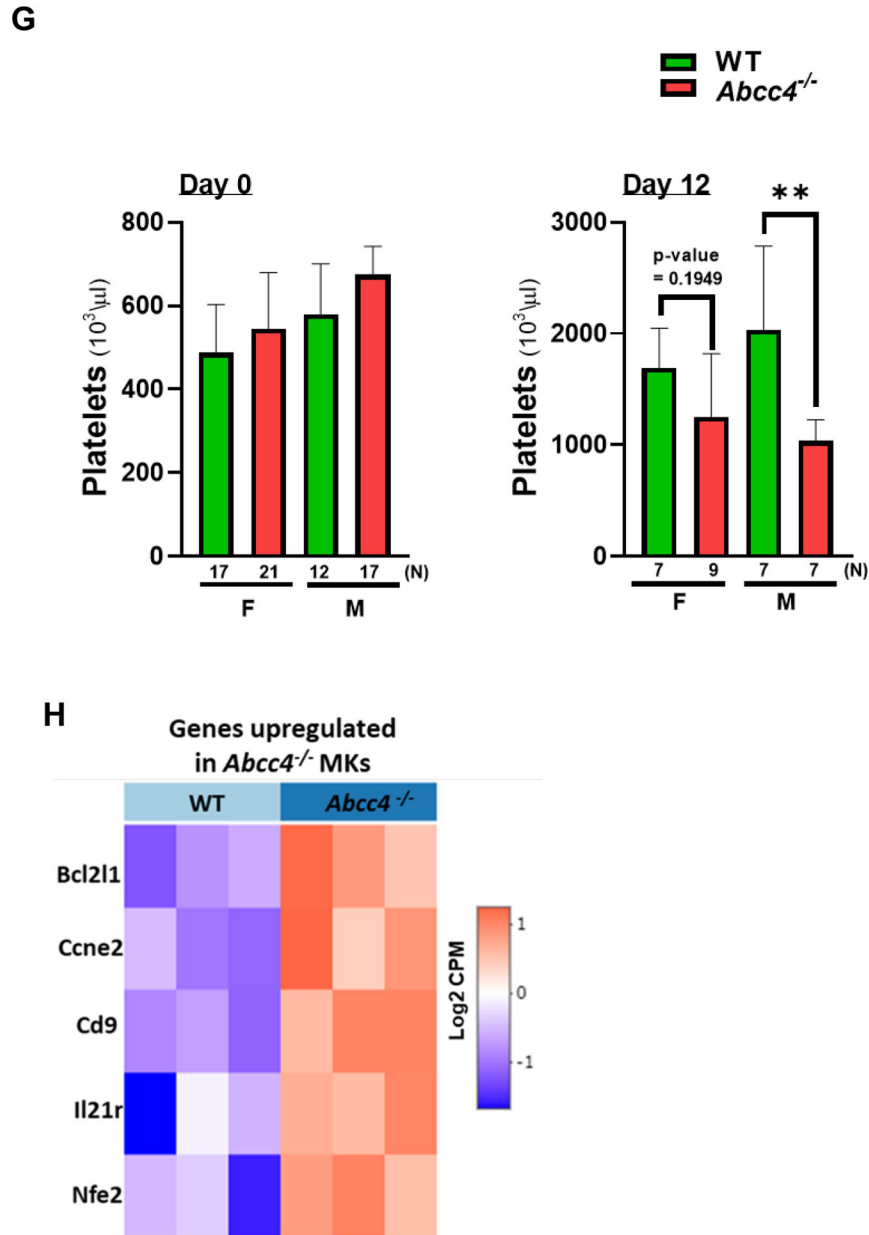 G
WT
Abcc4-/-
Day 0
800
600
400
200
0
Platelets (10³\µl)
17 21 12 17 (N)
F M
Day 12
**
p-value
= 0.1949
3000
2000
1000
0
Platelets (10³\µl)
7 9 7 7 (N)
F M
H
Genes upregulated
in Abcc4-/- MKs
WT Abcc4 -/-
Bcl2l1
Ccne2
Cd9
Il21r
Nfe2
Log2 CPM
1
0
-1